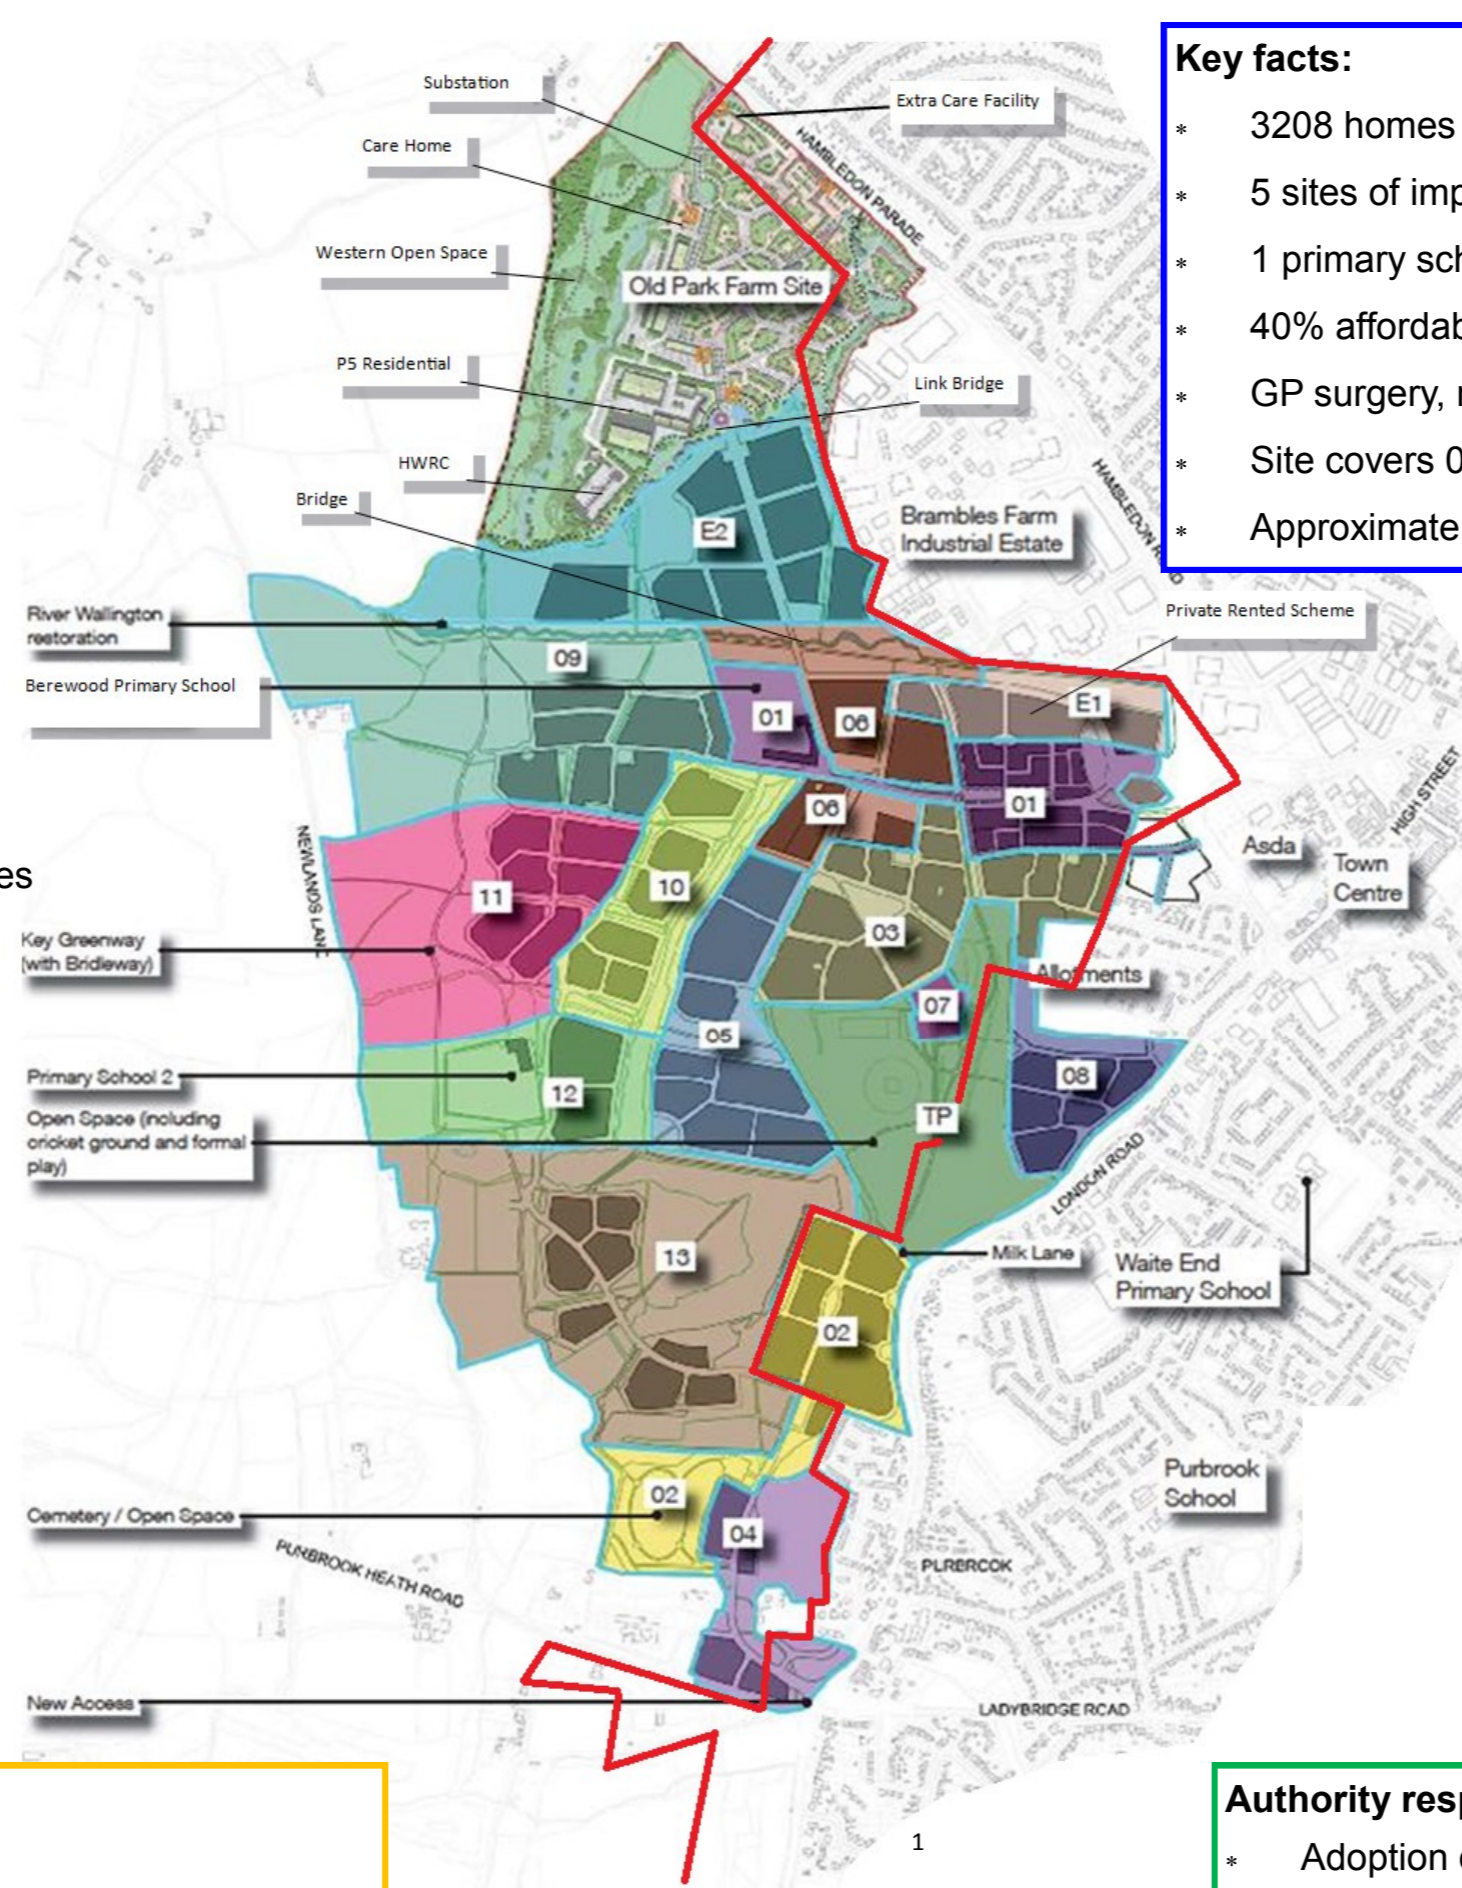 Key facts:
* 3208 homes
* 5 sites of imp
* 1 primary sch
* 40% affordab
* GP surgery, r
* Site covers 0
* Approximate
Substation
Extra Care Facility
Care Home
HAMBLEDON PARADE
Western Open Space
Old Park Farm Site
P5 Residential
Link Bridge
HWRC
Bridge
HAMBLEDON ROAD
E2
Brambles Farm
Industrial Estate
River Wallington
restoration
Private Rented Scheme
09
Berewood Primary School
01
06
E1
HIGH STREET
06
01
NEWLANDS LANE
Asda
Town
Centre
es
11
10
03
Key Greenway
(with Bridleway)
Allotments
07
05
Primary School 2
12
08
Open Space (including
cricket ground and formal
play)
TP
LONDON ROAD
13
Milk Lane
Waite End
Primary School
02
Purbrook
School
02
Cemetery / Open Space
04
PURBROOK HEATH ROAD
PURBROOK
New Access
LADYBRIDGE ROAD
Authority resp
* Adoption
1